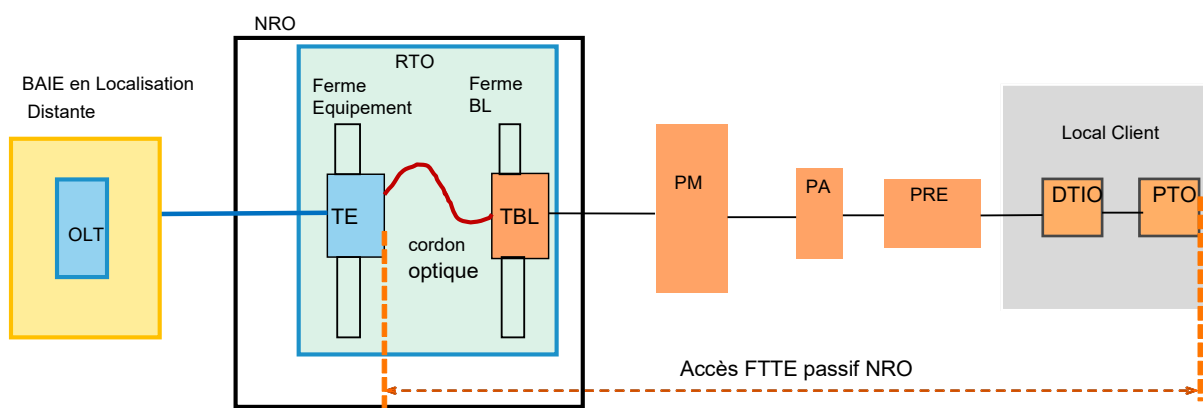 NRO
RTO
BAIE en Localisation
Distante
Ferme
Equipement
Ferme
BL
Local Client
OLT
TE
cordon
optique
TBL
PM
PA
PRE
DTIO
PTO
Accès FTTE passif NRO